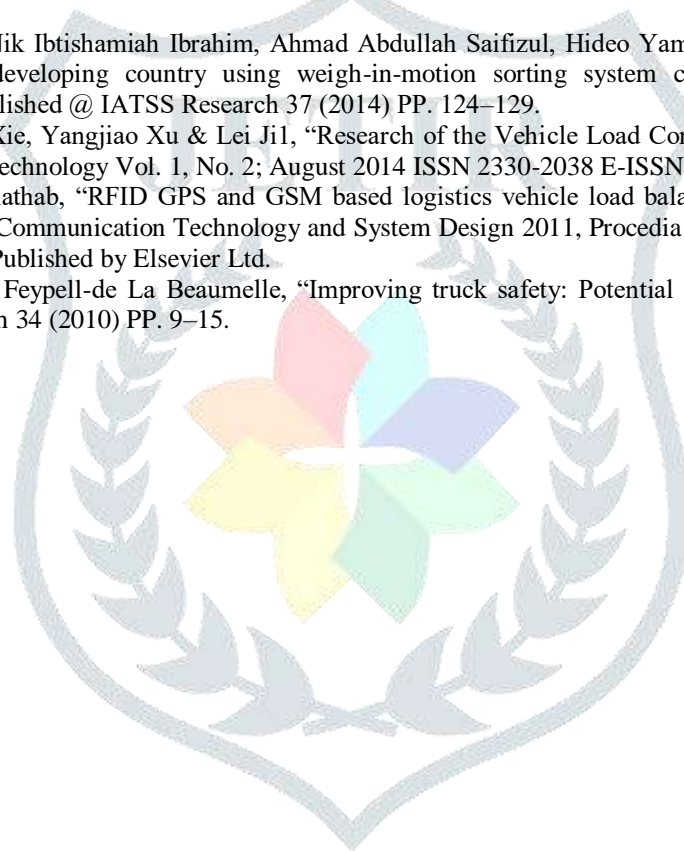 Nik Ibtishamiah Ibrahim, Ahmad Abdullah Saifizul, Hideo Yam
developing country using weigh-in-motion sorting system c
lished @ IATSS Research 37 (2014) PP. 124–129.
Xie, Yangjiao Xu & Lei Ji1, “Research of the Vehicle Load Con
echnology Vol. 1, No. 2; August 2014 ISSN 2330-2038 E-ISSN
athab, “RFID GPS and GSM based logistics vehicle load bala
Communication Technology and System Design 2011, Procedia
Published by Elsevier Ltd.
Feypell-de La Beaumelle, “Improving truck safety: Potential
h 34 (2010) PP. 9–15.
JETIR